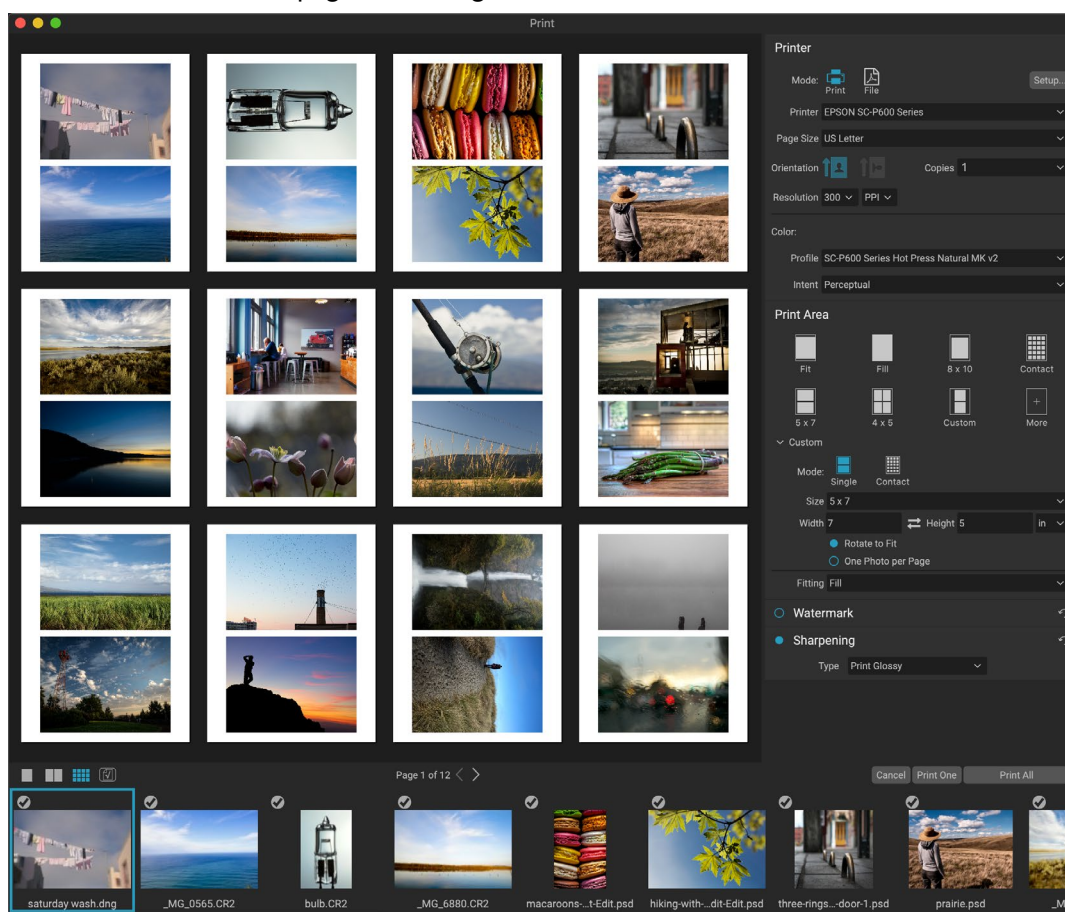 Print
Printer
Mode:
Print
File
Setup...
Printer EPSON SC-P600 Series
Page Size US Letter
Orientation
Copies 1
Resolution 300 PPI
Color:
Profile SC-P600 Series Hot Press Natural MK v2
Intent Perceptual
Print Area
Fit
Fill
8 x 10
Contact
5 x 7
4 x 5
Custom
More
Custom
Mode:
Single
Contact
Size 5 x 7
Width 7
Height 5
in
Rotate to Fit
One Photo per Page
Fitting Fill
Watermark
Sharpening
Type Print Glossy
Page 1 of 12
Cancel
Print One
Print All
saturday wash.dng
_MG_0565.CR2
bulb.CR2
_MG_6880.CR2
macaroons-...t-Edit.psd
hiking-with-...dit-Edit.psd
three-rings...-door-1.psd
prairie.psd
_M